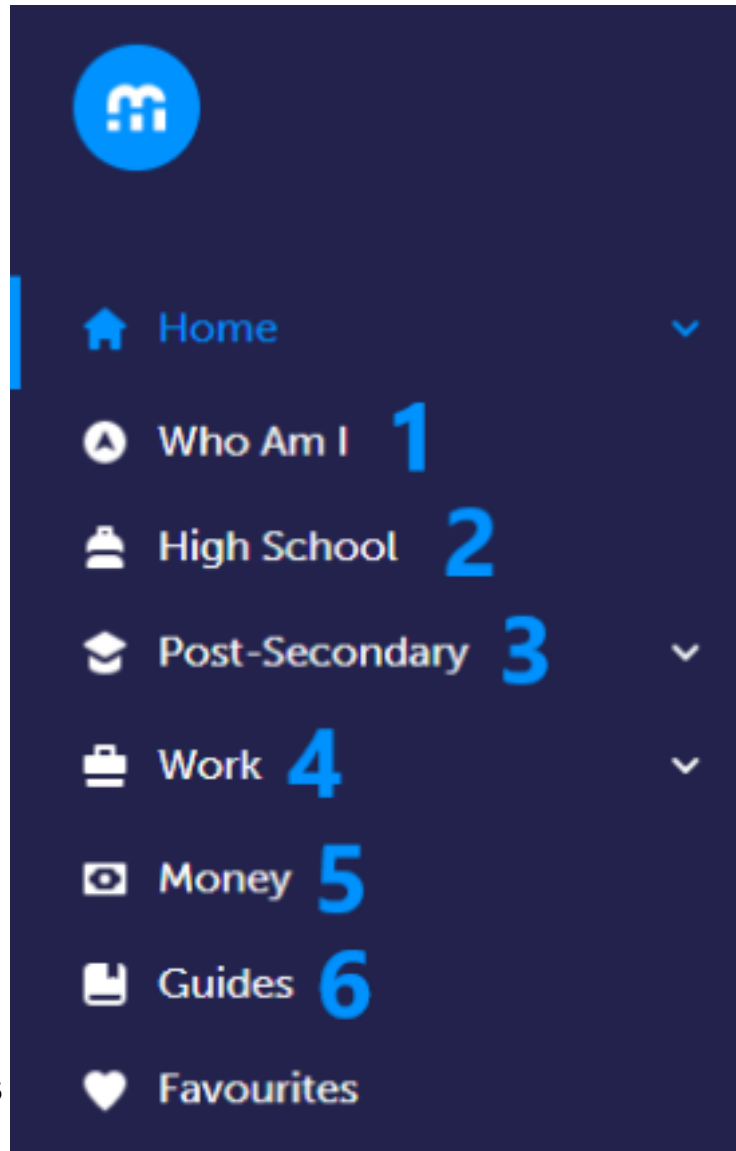 m
Home
Who Am I 1
High School 2
Post-Secondary 3
Work 4
Money 5
Guides 6
Favourites